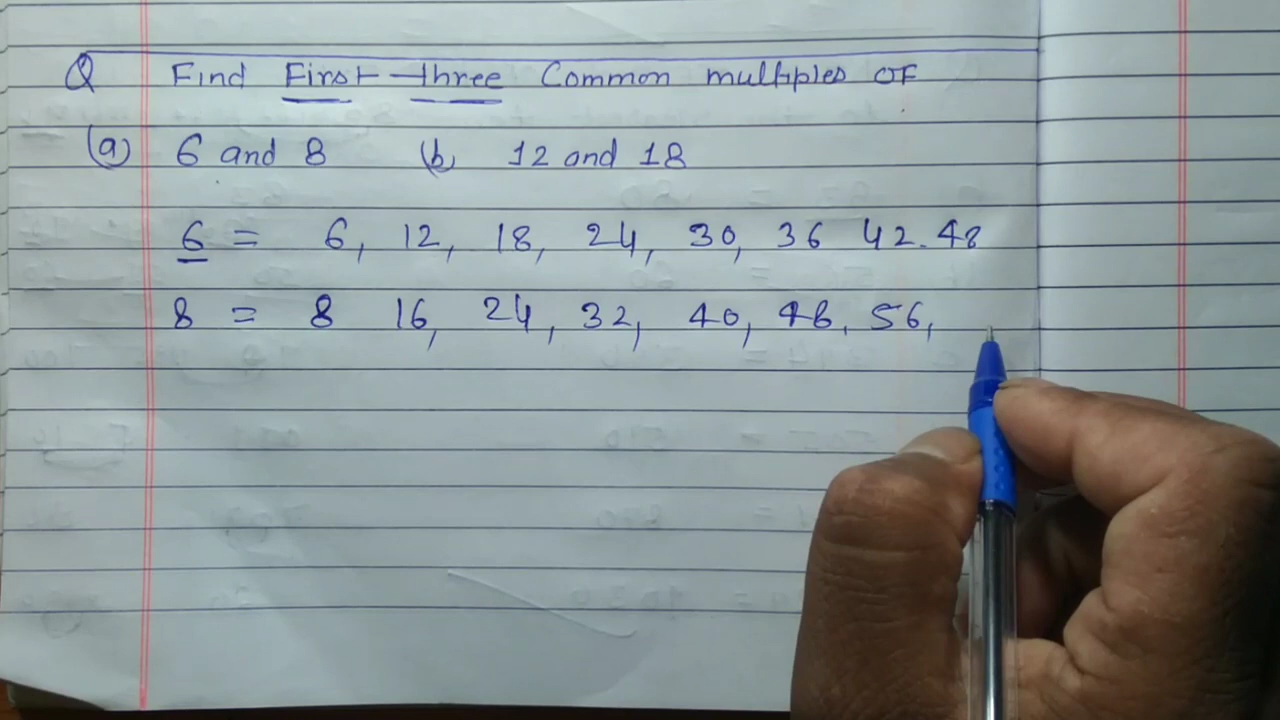 Q Find First three Common multiples OF
(a) 6 and 8 (b) 12 and 18
6 = 6, 12, 18, 24, 30, 36 42. 48
8 = 8 16, 24, 32, 40, 48, 56,